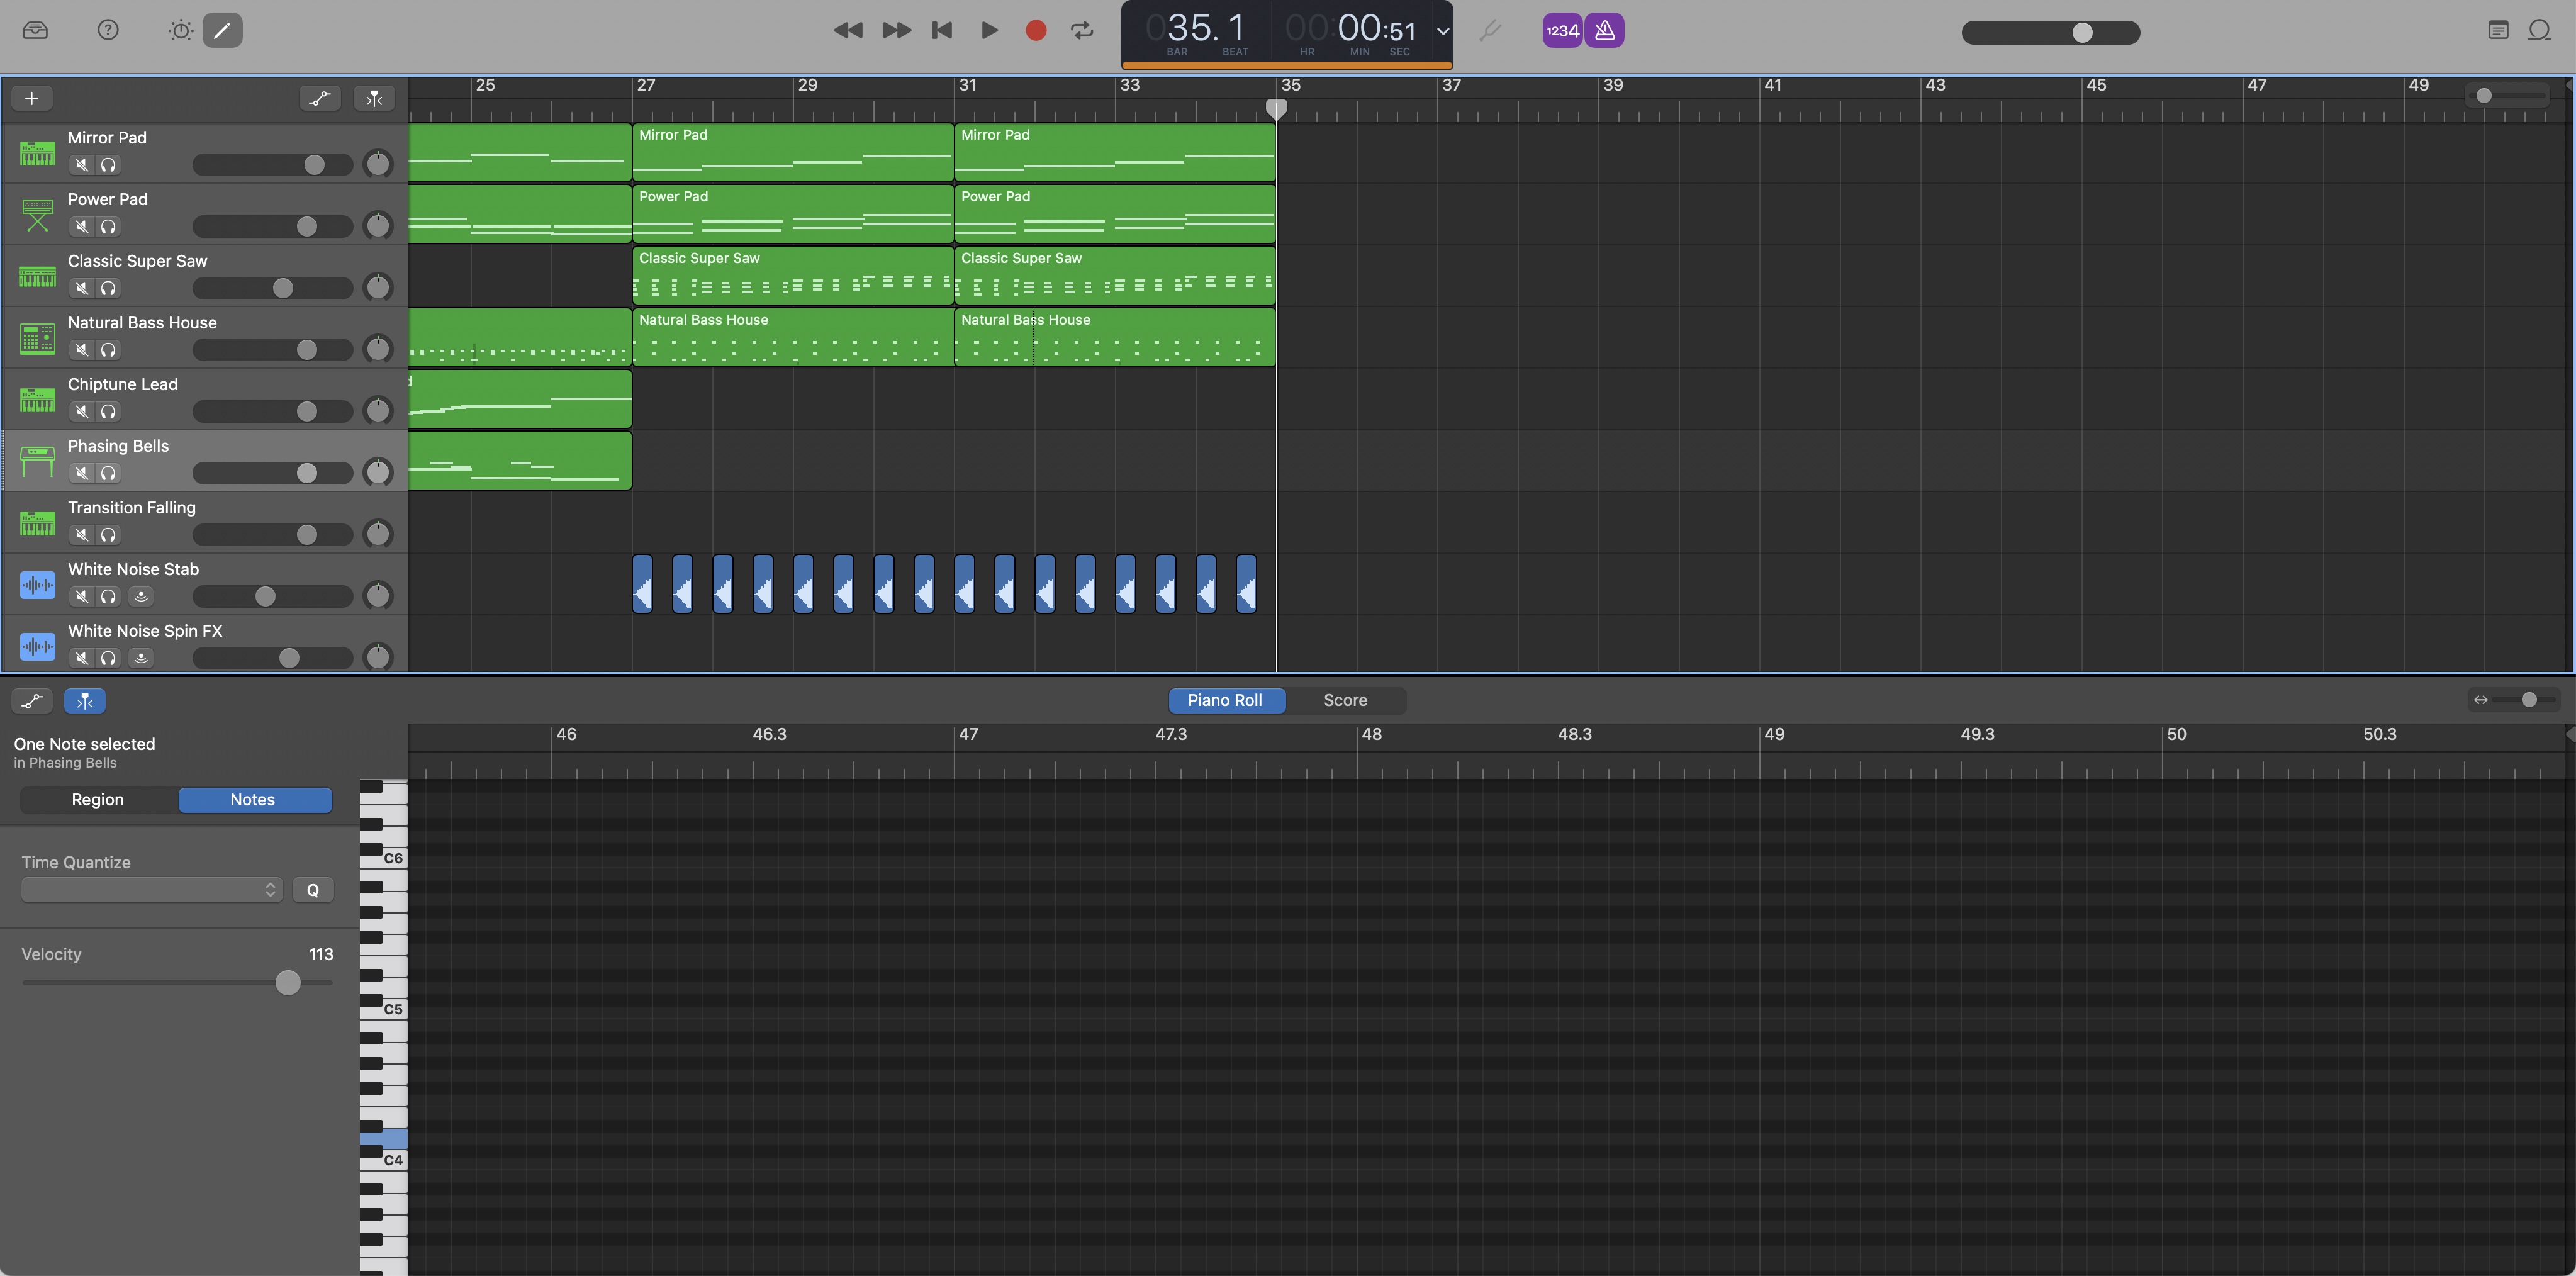 035.1 00:00:51
BAR BEAT HR MIN SEC
1234
25 27 29 31 33 35 37 39 41 43 45 47 49
Mirror Pad
Mirror Pad Mirror Pad
Power Pad
Power Pad Power Pad
Classic Super Saw
Classic Super Saw Classic Super Saw
Natural Bass House
Natural Bass House Natural Bass House
Chiptune Lead
d
Phasing Bells
Transition Falling
White Noise Stab
White Noise Spin FX
Piano Roll Score
46 46.3 47 47.3 48 48.3 49 49.3 50 50.3
One Note selected
in Phasing Bells
Region Notes
Time Quantize
Q
Velocity 113
C6
C5
C4